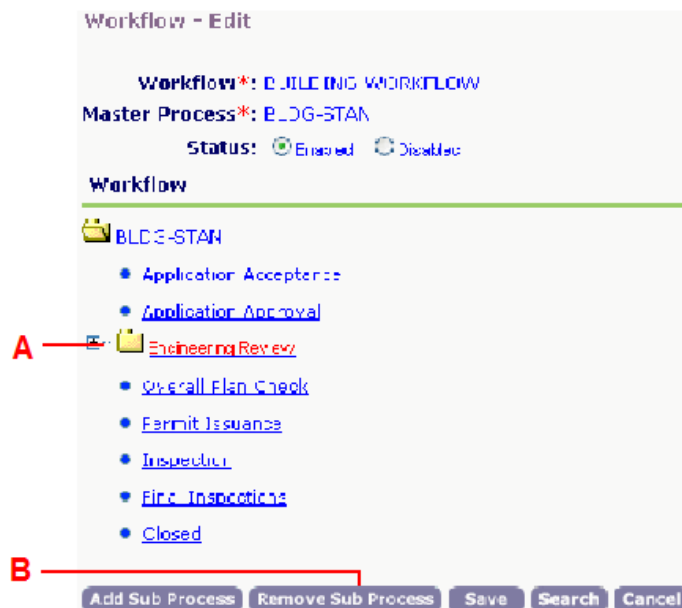 Workflow - Edit
Workflow*: BUILDING WORKFLOW
Master Process*: BLDG-STAN
Status: Enabled Disabled
Workflow
BLDG-STAN
Application Acceptance
Application Approval
A
Engineering Review
Overall Plan Check
Permit Issuance
Inspection
Final Inspections
Closed
B
Add Sub Process Remove Sub Process Save Search Cancel